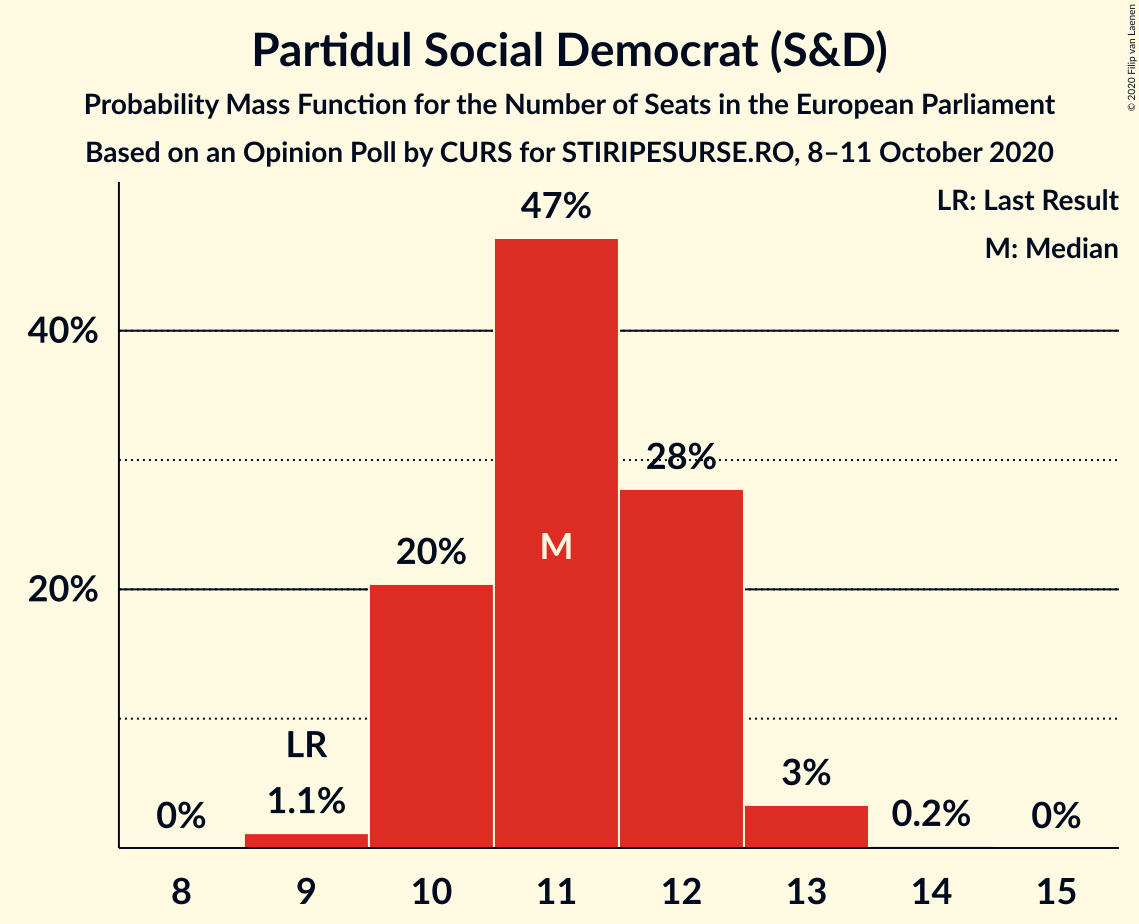 Partidul Social Democrat (S&D)
Probability Mass Function for the Number of Seats in the European Parliament
Based on an Opinion Poll by CURS for STIRIPESURSE.RO, 8–11 October 2020
© 2020 Filip van Laenen
LR: Last Result
M: Median
40%
20%
0%
LR
1.1%
20%
47%
M
28%
3%
0.2%
0%
8 9 10 11 12 13 14 15